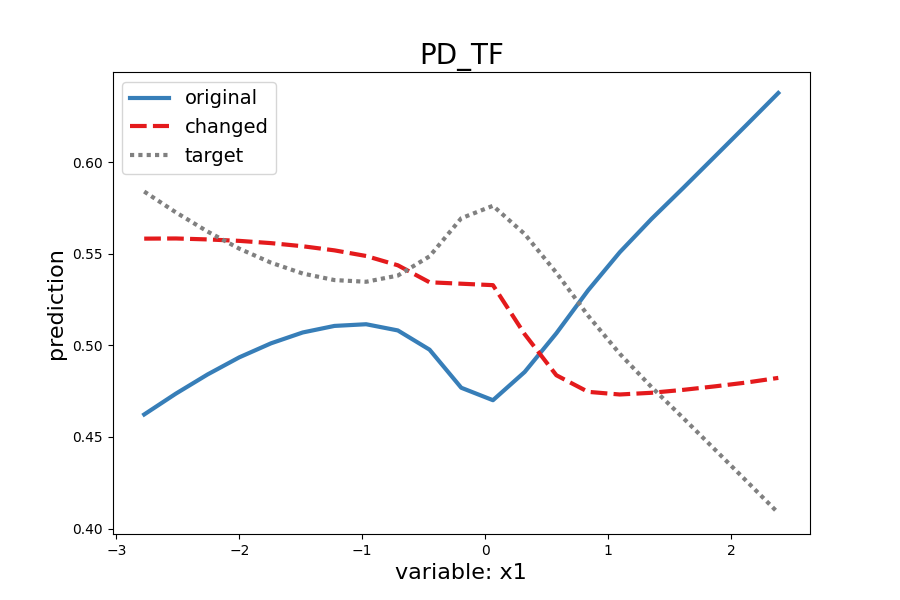 PD_TF
original
changed
target
prediction
0.60
0.55
0.50
0.45
0.40
−3 −2 −1 0 1 2
variable: x1